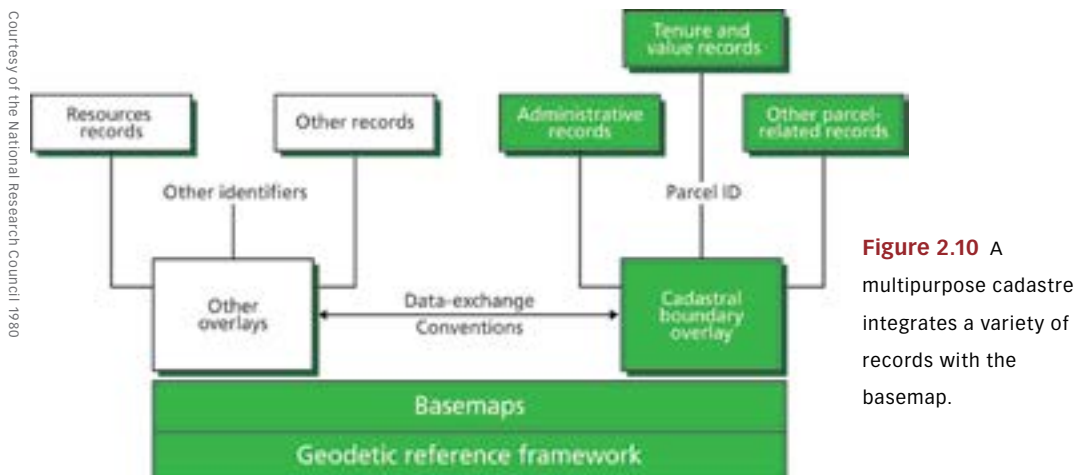 Courtesy of the National Research Council 1980
Tenure and
value records
Resources
records
Other records
Administrative
records
Other parcel-
related records
Other identifiers
Parcel ID
Other
overlays
Data-exchange
Conventions
Cadastral
boundary
overlay
Basemaps
Geodetic reference framework
Figure 2.10 A
multipurpose cadastre
integrates a variety of
records with the
basemap.